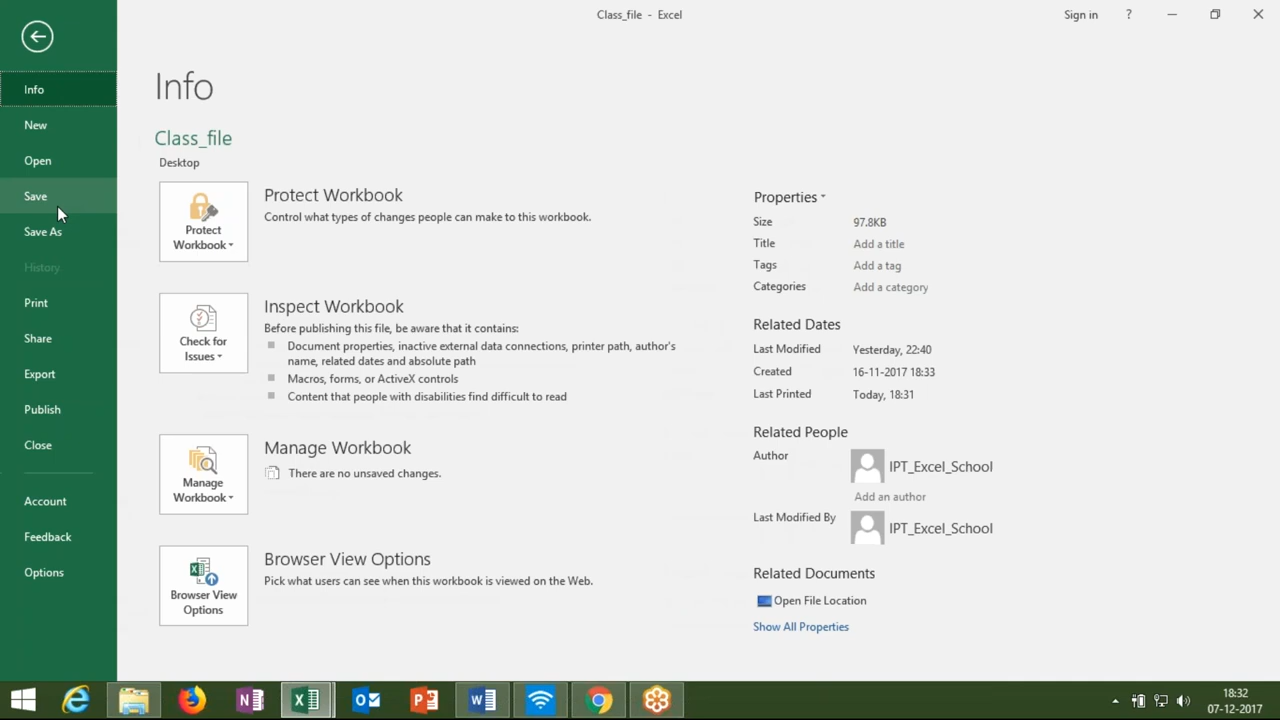 Class_file - Excel
Sign in
?
Info
New
Open
Save
Save As
History
Print
Share
Export
Publish
Close
Account
Feedback
Options
Info
Class_file
Desktop
Protect
Workbook
Protect Workbook
Control what types of changes people can make to this workbook.
Check for
Issues
Inspect Workbook
Before publishing this file, be aware that it contains:
Document properties, inactive external data connections, printer path, author's
name, related dates and absolute path
Macros, forms, or ActiveX controls
Content that people with disabilities find difficult to read
Manage
Workbook
Manage Workbook
There are no unsaved changes.
Browser View
Options
Browser View Options
Pick what users can see when this workbook is viewed on the Web.
Properties
Size 97.8KB
Title Add a title
Tags Add a tag
Categories Add a category
Related Dates
Last Modified Yesterday, 22:40
Created 16-11-2017 18:33
Last Printed Today, 18:31
Related People
Author IPT_Excel_School
Add an author
Last Modified By IPT_Excel_School
Related Documents
Open File Location
Show All Properties
18:32
07-12-2017